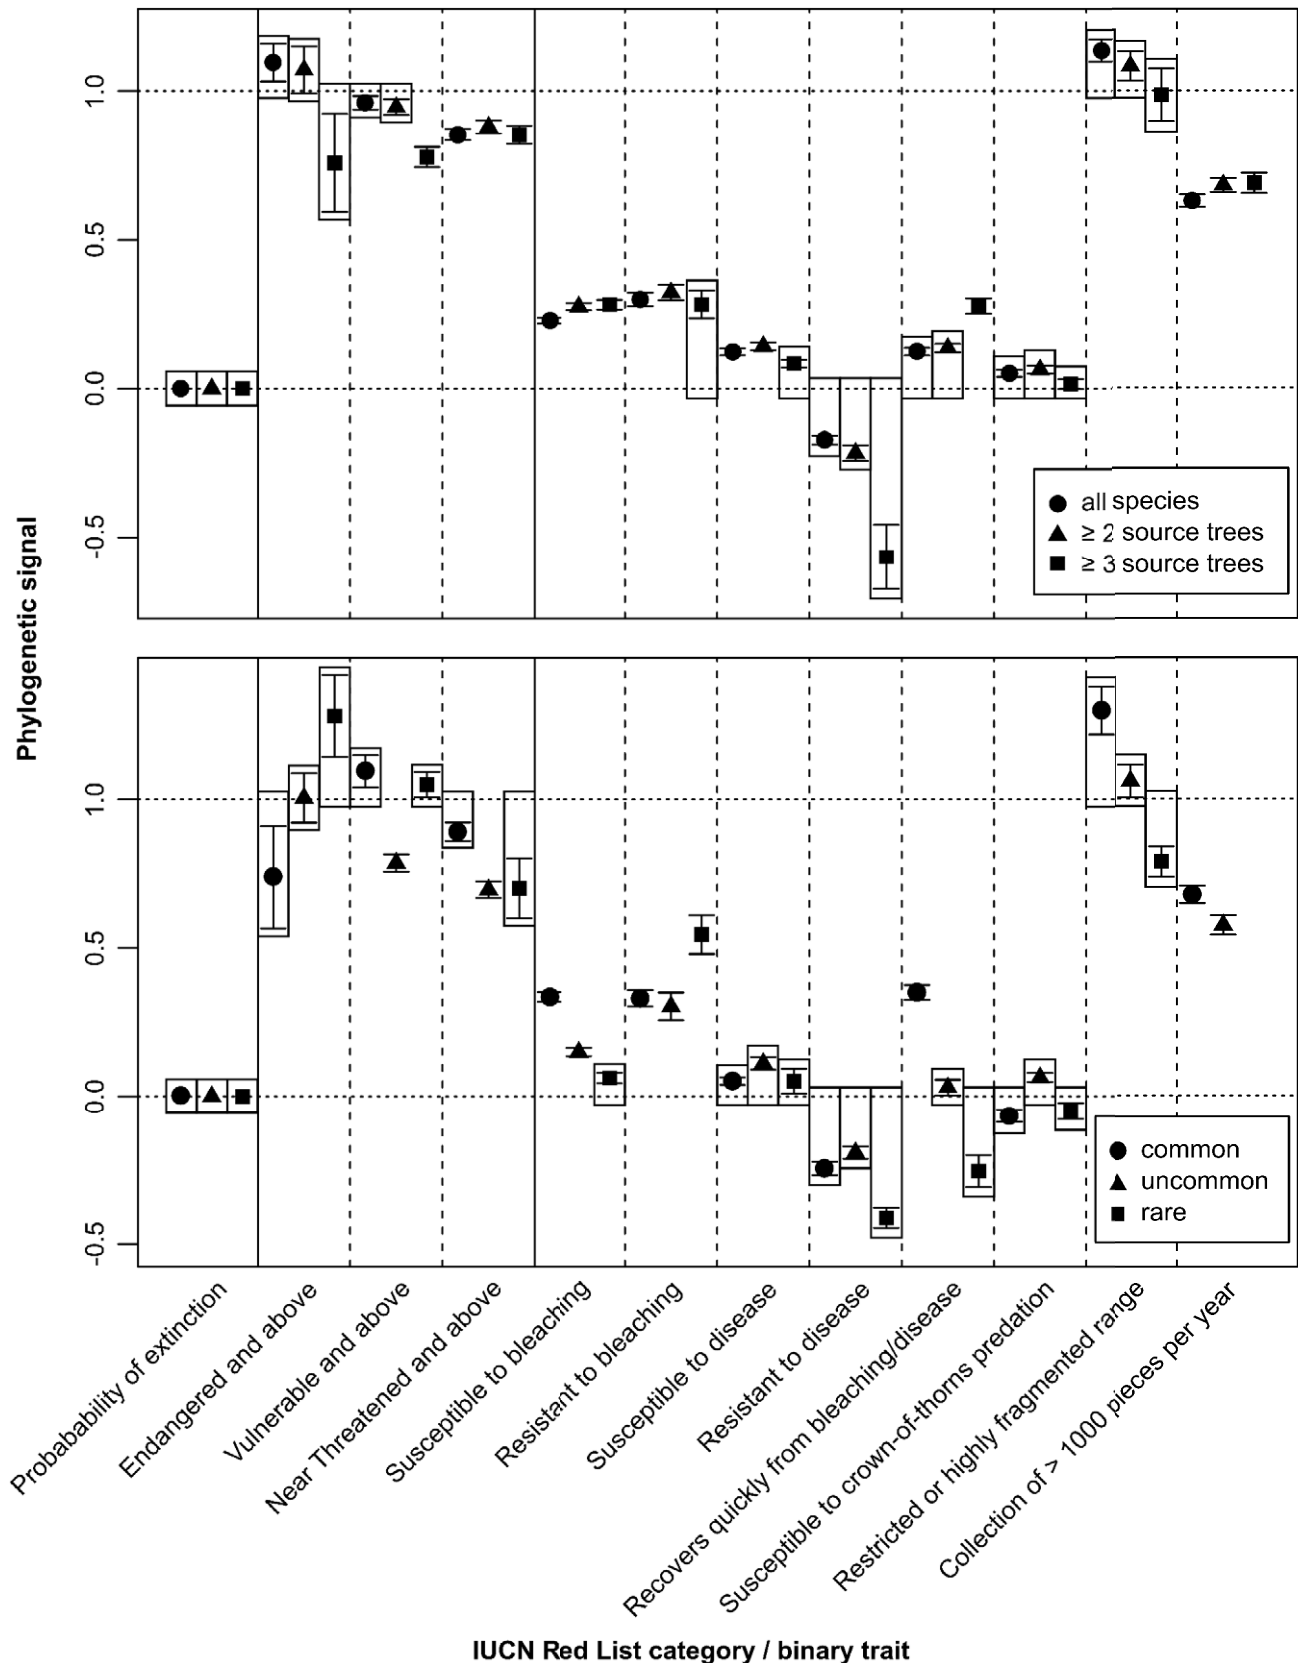 Phylogenetic signal
1.0
0.5
0.0
-0.5
all species
≥ 2 source trees
≥ 3 source trees
1.0
0.5
0.0
-0.5
common
uncommon
rare
Probabability of extinction
Endangered and above
Vulnerable and above
Near Threatened and above
Susceptible to bleaching
Resistant to bleaching
Susceptible to disease
Resistant to disease
Recovers quickly from bleaching/disease
Susceptible to crown-of-thorns predation
Restricted or highly fragmented range
Collection of > 1000 pieces per year
IUCN Red List category / binary trait